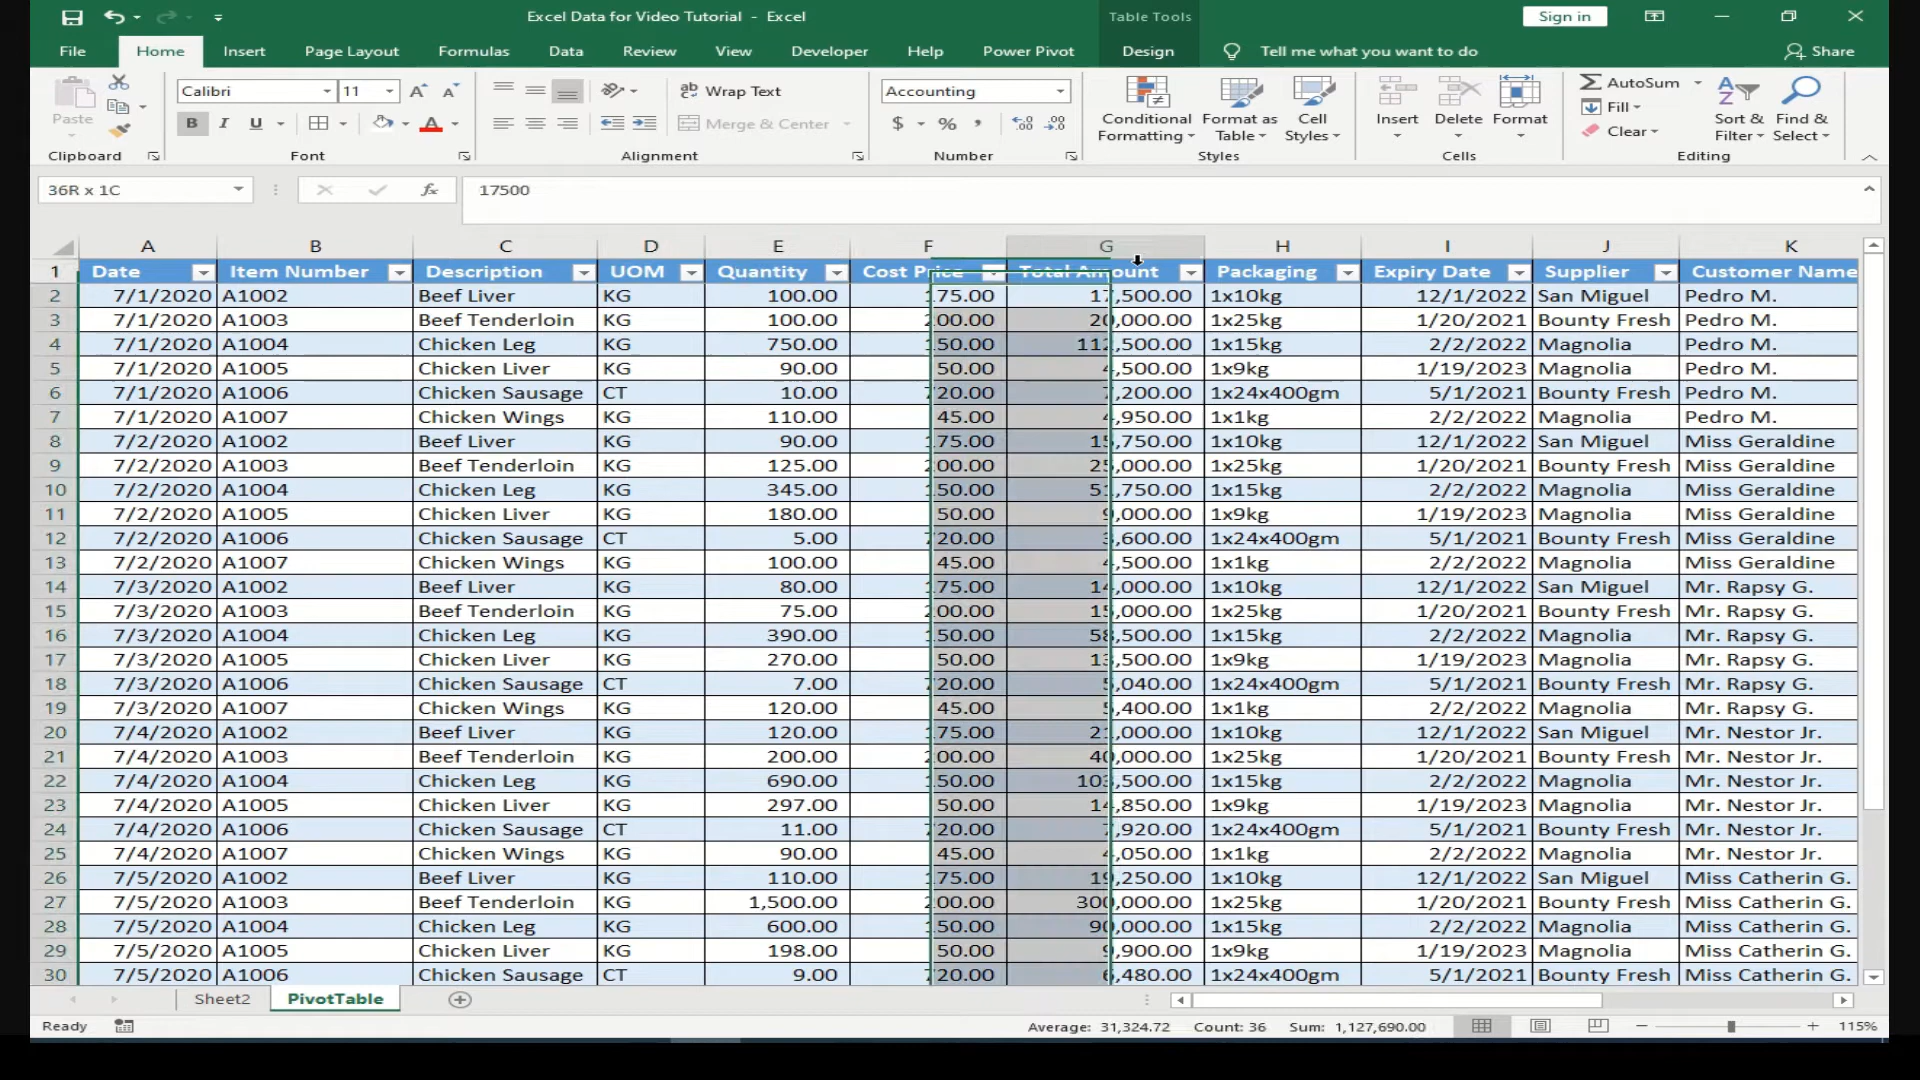 Excel Data for Video Tutorial - Excel
Table Tools
Sign in
File Home Insert Page Layout Formulas Data Review View Developer Help Power Pivot Design Tell me what you want to do Share
Paste
Calibri 11
B I U
Wrap Text
Merge & Center
Accounting
$ % ,
Conditional Formatting
Format as Table
Cell Styles
Insert Delete Format
AutoSum
Fill
Clear
Sort & Filter
Find & Select
Clipboard Font Alignment Number Styles Cells Editing
36R x 1C fx 17500
A B C D E F G H I J K
1 Date Item Number Description UOM Quantity Cost Price Total Amount Packaging Expiry Date Supplier Customer Name
2 7/1/2020 A1002 Beef Liver KG 100.00 175.00 17,500.00 1x10kg 12/1/2022 San Miguel Pedro M.
3 7/1/2020 A1003 Beef Tenderloin KG 100.00 200.00 20,000.00 1x25kg 1/20/2021 Bounty Fresh Pedro M.
4 7/1/2020 A1004 Chicken Leg KG 750.00 150.00 112,500.00 1x15kg 2/2/2022 Magnolia Pedro M.
5 7/1/2020 A1005 Chicken Liver KG 90.00 50.00 4,500.00 1x9kg 1/19/2023 Magnolia Pedro M.
6 7/1/2020 A1006 Chicken Sausage CT 10.00 720.00 7,200.00 1x24x400gm 5/1/2021 Bounty Fresh Pedro M.
7 7/1/2020 A1007 Chicken Wings KG 110.00 45.00 4,950.00 1x1kg 2/2/2022 Magnolia Pedro M.
8 7/2/2020 A1002 Beef Liver KG 90.00 175.00 15,750.00 1x10kg 12/1/2022 San Miguel Miss Geraldine
9 7/2/2020 A1003 Beef Tenderloin KG 125.00 200.00 25,000.00 1x25kg 1/20/2021 Bounty Fresh Miss Geraldine
10 7/2/2020 A1004 Chicken Leg KG 345.00 150.00 51,750.00 1x15kg 2/2/2022 Magnolia Miss Geraldine
11 7/2/2020 A1005 Chicken Liver KG 180.00 50.00 9,000.00 1x9kg 1/19/2023 Magnolia Miss Geraldine
12 7/2/2020 A1006 Chicken Sausage CT 5.00 720.00 3,600.00 1x24x400gm 5/1/2021 Bounty Fresh Miss Geraldine
13 7/2/2020 A1007 Chicken Wings KG 100.00 45.00 4,500.00 1x1kg 2/2/2022 Magnolia Miss Geraldine
14 7/3/2020 A1002 Beef Liver KG 80.00 175.00 14,000.00 1x10kg 12/1/2022 San Miguel Mr. Rapsy G.
15 7/3/2020 A1003 Beef Tenderloin KG 75.00 200.00 15,000.00 1x25kg 1/20/2021 Bounty Fresh Mr. Rapsy G.
16 7/3/2020 A1004 Chicken Leg KG 390.00 150.00 58,500.00 1x15kg 2/2/2022 Magnolia Mr. Rapsy G.
17 7/3/2020 A1005 Chicken Liver KG 270.00 50.00 13,500.00 1x9kg 1/19/2023 Magnolia Mr. Rapsy G.
18 7/3/2020 A1006 Chicken Sausage CT 7.00 720.00 5,040.00 1x24x400gm 5/1/2021 Bounty Fresh Mr. Rapsy G.
19 7/3/2020 A1007 Chicken Wings KG 120.00 45.00 5,400.00 1x1kg 2/2/2022 Magnolia Mr. Rapsy G.
20 7/4/2020 A1002 Beef Liver KG 120.00 175.00 21,000.00 1x10kg 12/1/2022 San Miguel Mr. Nestor Jr.
21 7/4/2020 A1003 Beef Tenderloin KG 200.00 200.00 40,000.00 1x25kg 1/20/2021 Bounty Fresh Mr. Nestor Jr.
22 7/4/2020 A1004 Chicken Leg KG 690.00 150.00 103,500.00 1x15kg 2/2/2022 Magnolia Mr. Nestor Jr.
23 7/4/2020 A1005 Chicken Liver KG 297.00 50.00 14,850.00 1x9kg 1/19/2023 Magnolia Mr. Nestor Jr.
24 7/4/2020 A1006 Chicken Sausage CT 11.00 720.00 7,920.00 1x24x400gm 5/1/2021 Bounty Fresh Mr. Nestor Jr.
25 7/4/2020 A1007 Chicken Wings KG 90.00 45.00 4,050.00 1x1kg 2/2/2022 Magnolia Mr. Nestor Jr.
26 7/5/2020 A1002 Beef Liver KG 110.00 175.00 19,250.00 1x10kg 12/1/2022 San Miguel Miss Catherin G.
27 7/5/2020 A1003 Beef Tenderloin KG 1,500.00 200.00 300,000.00 1x25kg 1/20/2021 Bounty Fresh Miss Catherin G.
28 7/5/2020 A1004 Chicken Leg KG 600.00 150.00 90,000.00 1x15kg 2/2/2022 Magnolia Miss Catherin G.
29 7/5/2020 A1005 Chicken Liver KG 198.00 50.00 9,900.00 1x9kg 1/19/2023 Magnolia Miss Catherin G.
30 7/5/2020 A1006 Chicken Sausage CT 9.00 720.00 6,480.00 1x24x400gm 5/1/2021 Bounty Fresh Miss Catherin G.
Sheet2 PivotTable
Ready Average: 31,324.72 Count: 36 Sum: 1,127,690.00 115%